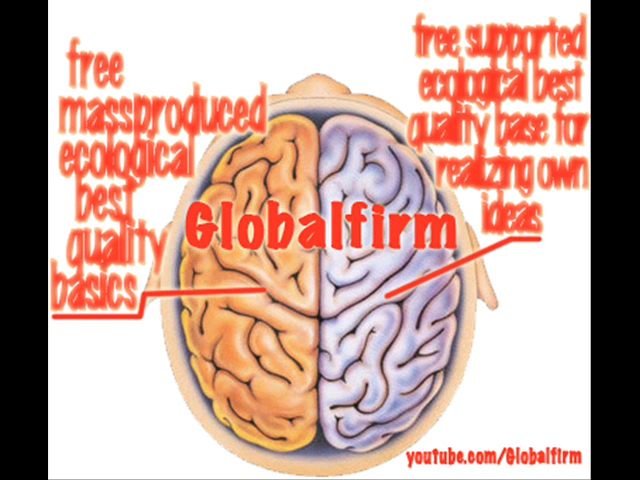 free
massproduced
ecological
best
quality
basics
free supported
ecological best
quality base for
realizing own
ideas
Globalfirm
youtube.com/Globalfirm